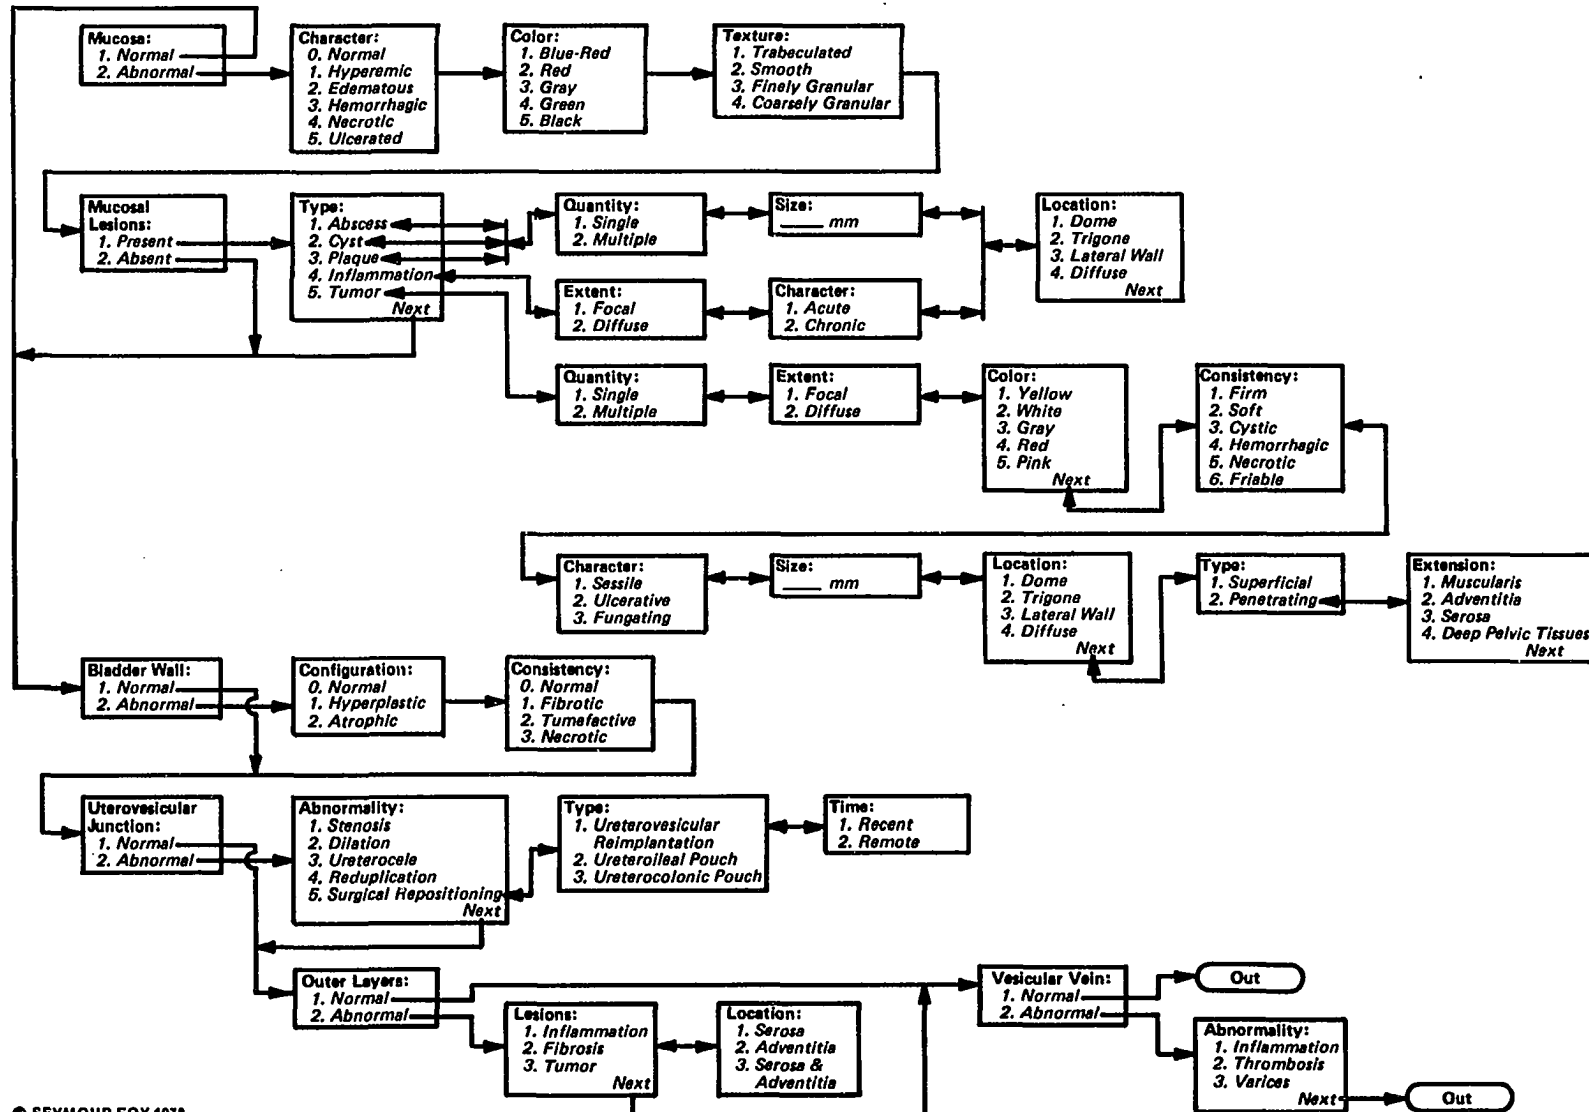 Mucosa:
1. Normal
2. Abnormal
Character:
0. Normal
1. Hyperemic
2. Edematous
3. Hemorrhagic
4. Necrotic
5. Ulcerated
Color:
1. Blue-Red
2. Red
3. Gray
4. Green
5. Black
Texture:
1. Trabeculated
2. Smooth
3. Finely Granular
4. Coarsely Granular
Mucosal
Lesions:
1. Present
2. Absent
Type:
1. Abscess
2. Cyst
3. Plaque
4. Inflammation
5. Tumor
Next
Quantity:
1. Single
2. Multiple
Size:
____ mm
Location:
1. Dome
2. Trigone
3. Lateral Wall
4. Diffuse
Next
Extent:
1. Focal
2. Diffuse
Character:
1. Acute
2. Chronic
Quantity:
1. Single
2. Multiple
Extent:
1. Focal
2. Diffuse
Color:
1. Yellow
2. White
3. Gray
4. Red
5. Pink
Next
Consistency:
1. Firm
2. Soft
3. Cystic
4. Hemorrhagic
5. Necrotic
6. Friable
Character:
1. Sessile
2. Ulcerative
3. Fungating
Size:
____ mm
Location:
1. Dome
2. Trigone
3. Lateral Wall
4. Diffuse
Next
Type:
1. Superficial
2. Penetrating
Extension:
1. Muscularis
2. Adventitia
3. Serosa
4. Deep Pelvic Tissues
Next
Bladder Wall:
1. Normal
2. Abnormal
Configuration:
0. Normal
1. Hyperplastic
2. Atrophic
Consistency:
0. Normal
1. Fibrotic
2. Tumefactive
3. Necrotic
Uterovesicular
Junction:
1. Normal
2. Abnormal
Abnormality:
1. Stenosis
2. Dilation
3. Ureterocele
4. Reduplication
5. Surgical Repositioning
Next
Type:
1. Ureterovesicular
Reimplantation
2. Ureteroileal Pouch
3. Ureterocolonic Pouch
Time:
1. Recent
2. Remote
Outer Layers:
1. Normal
2. Abnormal
Lesions:
1. Inflammation
2. Fibrosis
3. Tumor
Next
Location:
1. Serosa
2. Adventitia
3. Serosa &
Adventitia
Vesicular Vein:
1. Normal
2. Abnormal
Out
Abnormality:
1. Inflammation
2. Thrombosis
3. Varices
Next
Out
© SEYMOUR FOX